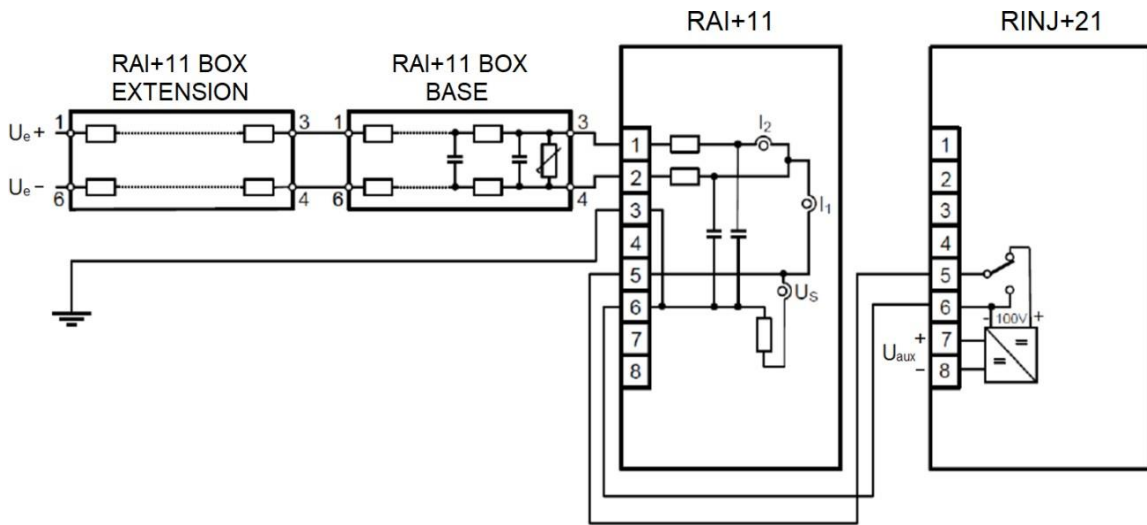 RAI+11
RINJ+21
RAI+11 BOX
EXTENSION
RAI+11 BOX
BASE
1
3
1
3
Ue+
Ue−
6
4
6
4
1
2
3
4
5
6
7
8
I2
I1
US
1
2
3
4
5
6
7
8
- 100V +
Uaux
+
−
=
=